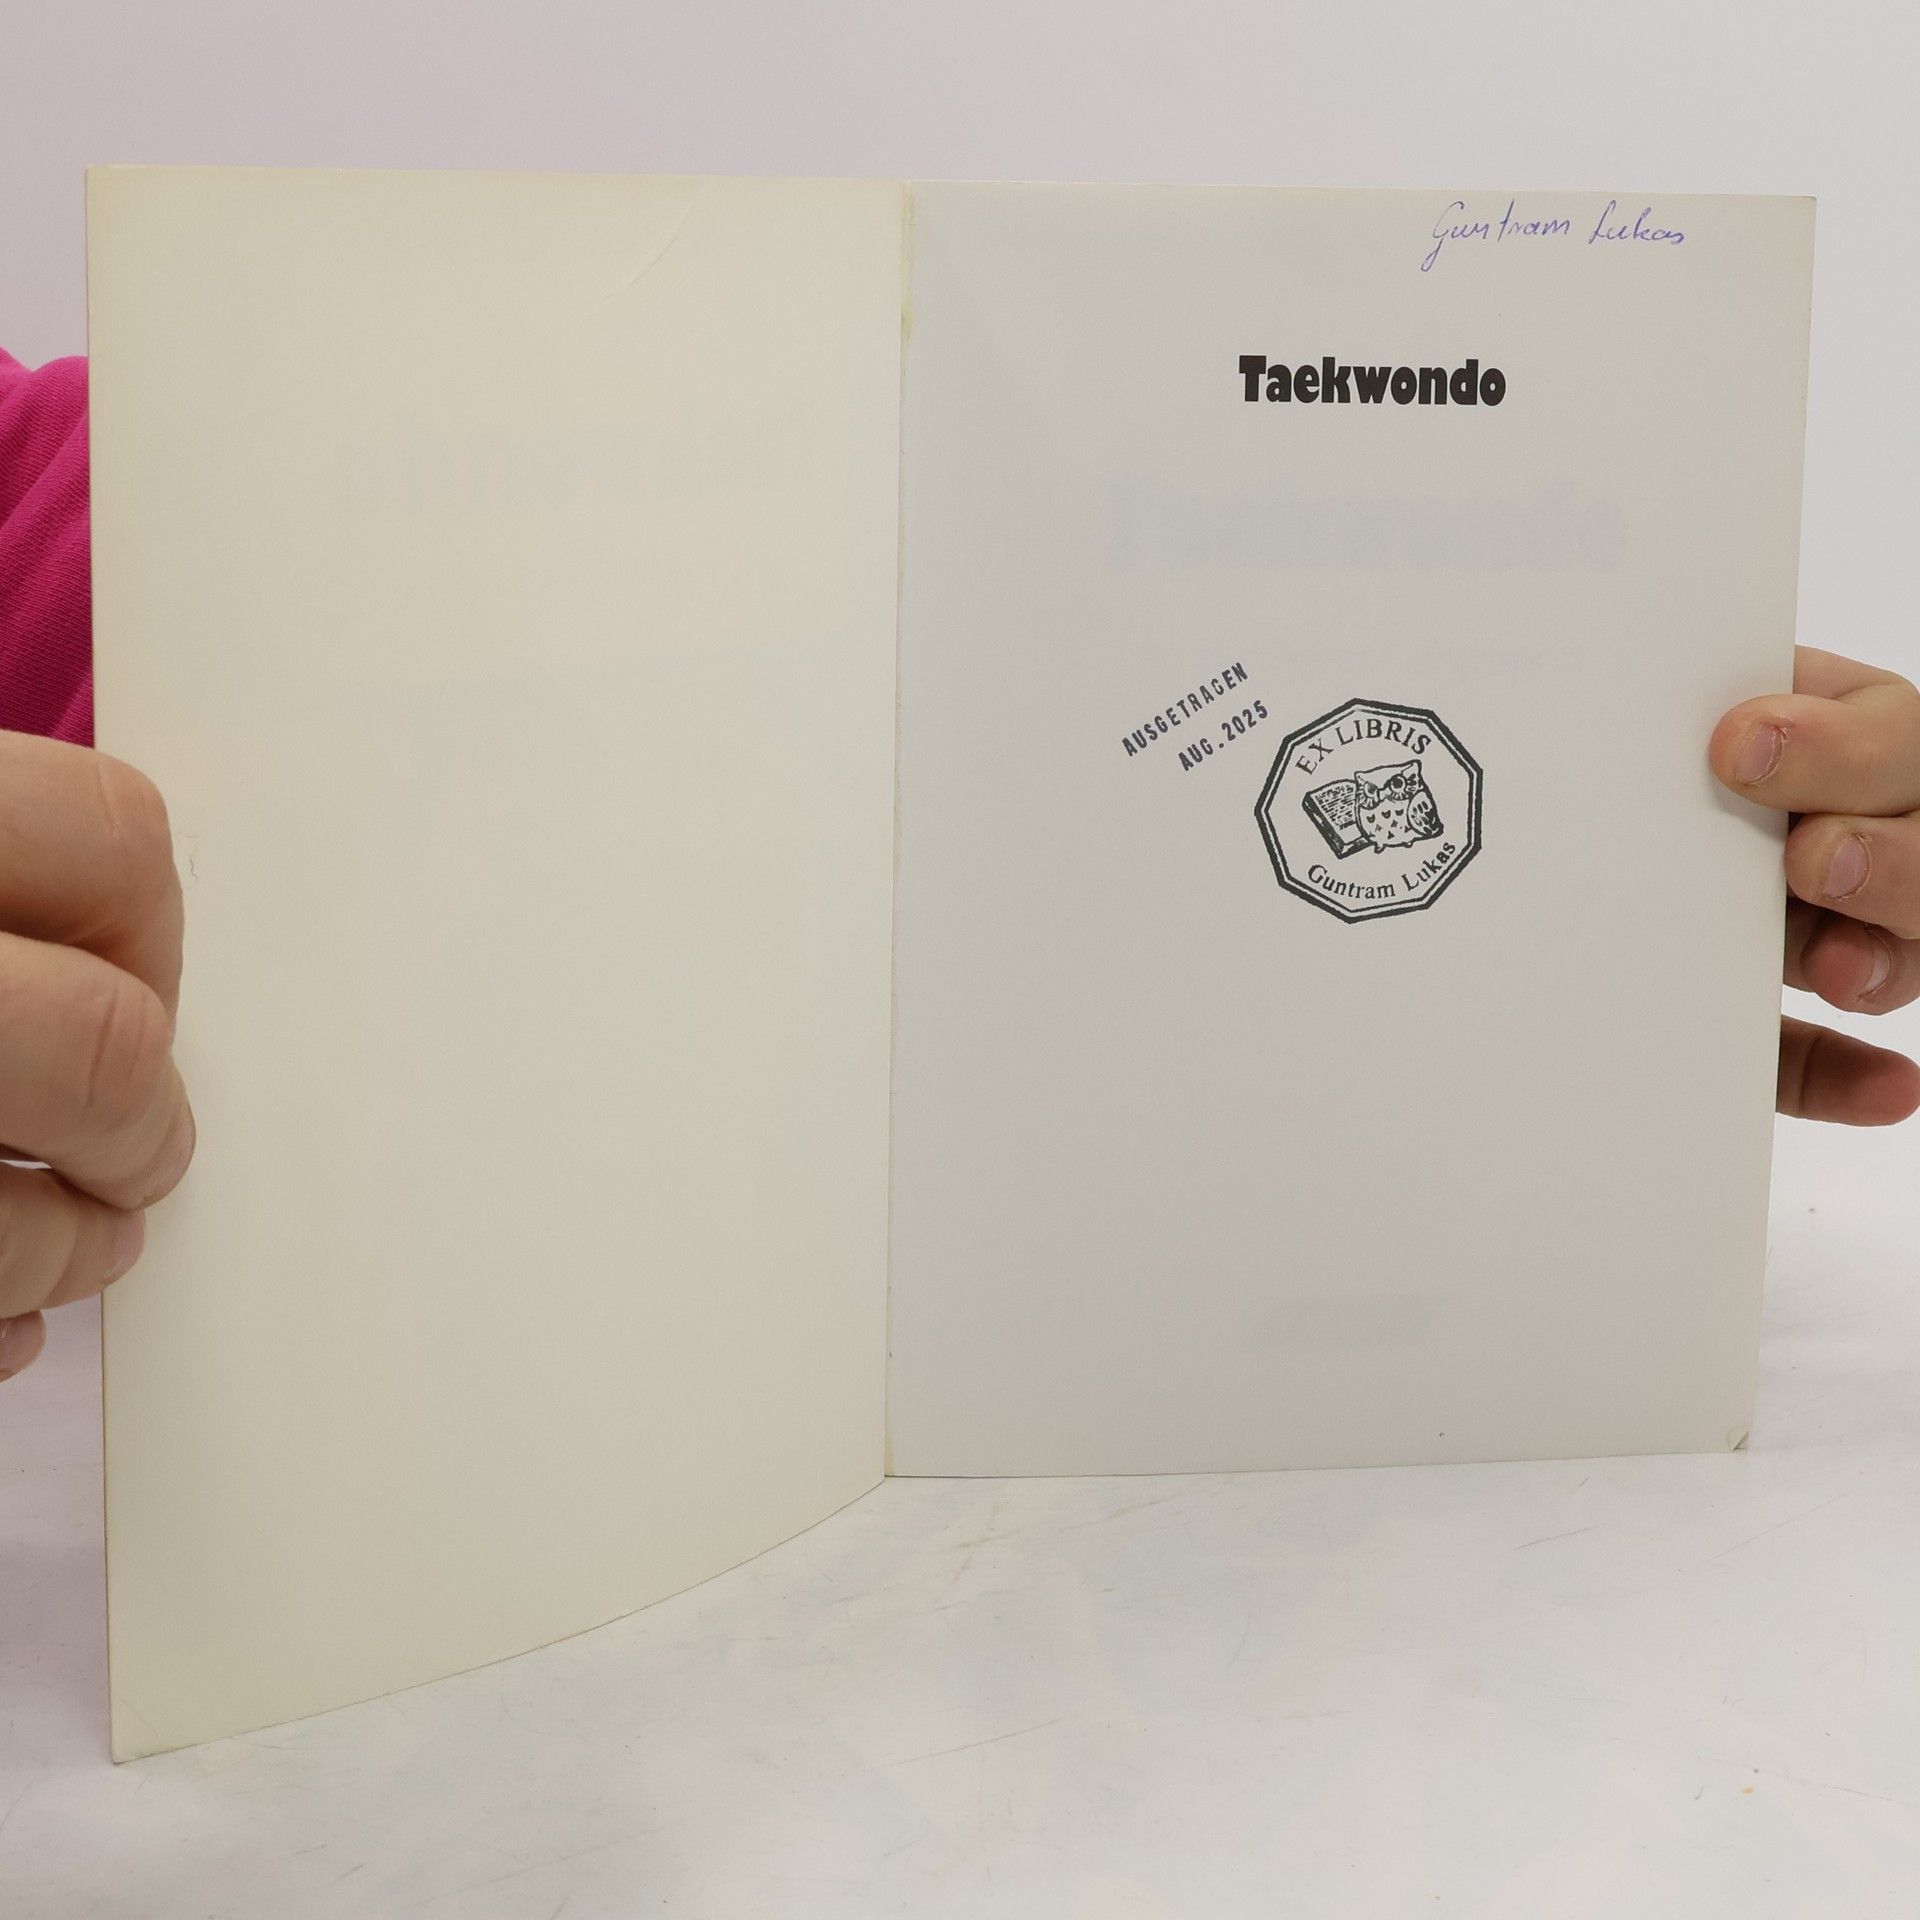 Guntram Lukas
Taekwondo
AUSGETRAGEN
AUG. 2025
EX LIBRIS
Guntram Lukas